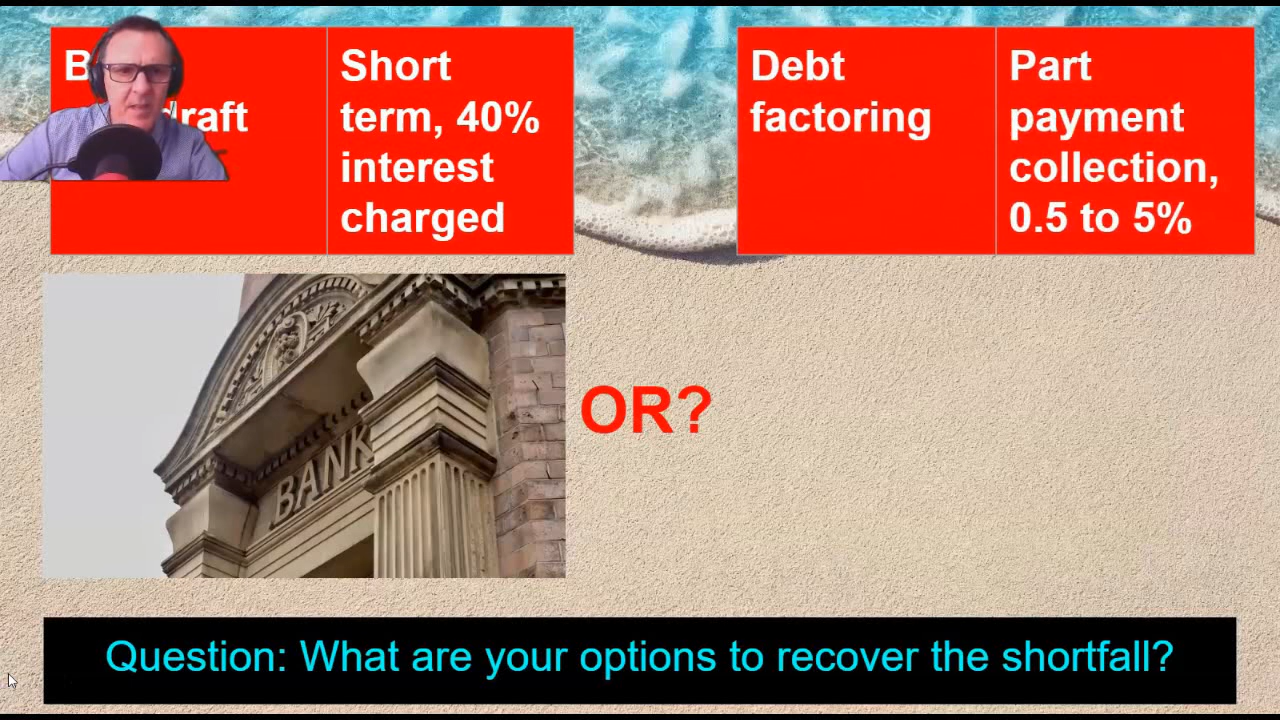 B
draft
Short
term, 40%
interest
charged
Debt
factoring
Part
payment
collection,
0.5 to 5%
BANK
OR?
Question: What are your options to recover the shortfall?